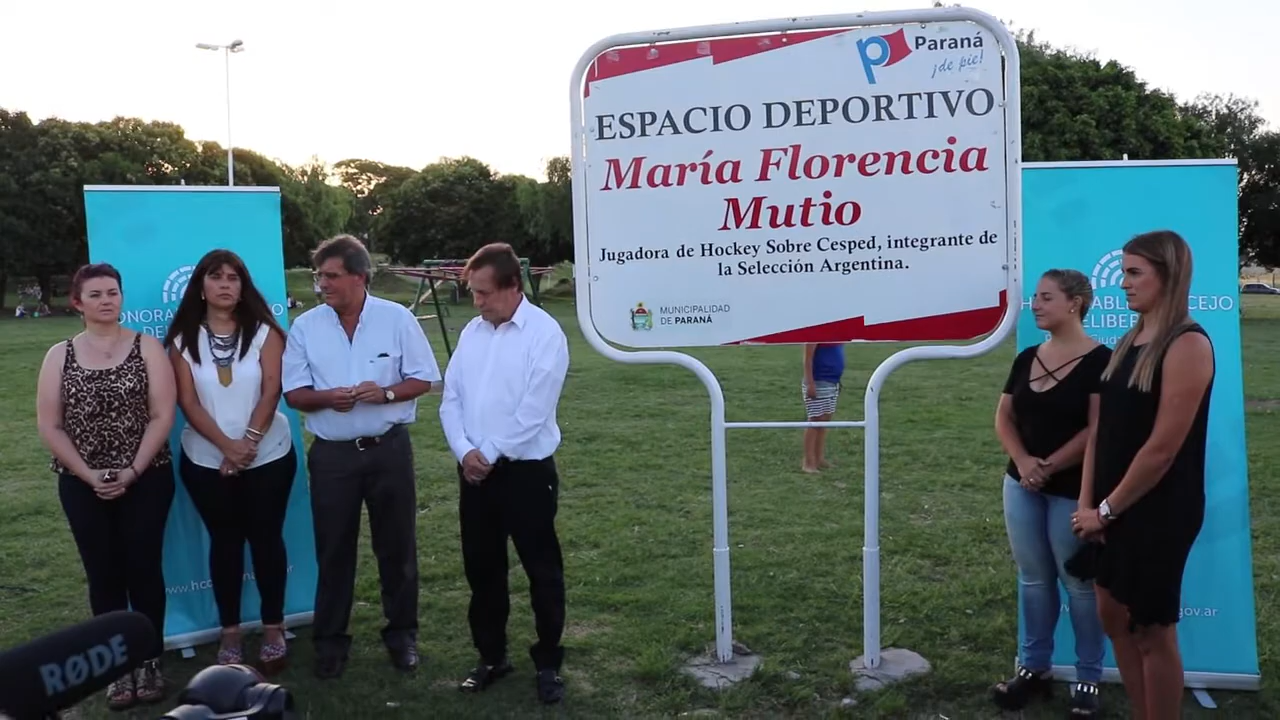 Paraná
¡de pie!
ESPACIO DEPORTIVO
María Florencia
Mutio
Jugadora de Hockey Sobre Césped, integrante de
la Selección Argentina.
MUNICIPALIDAD
DE PARANÁ
RØDE